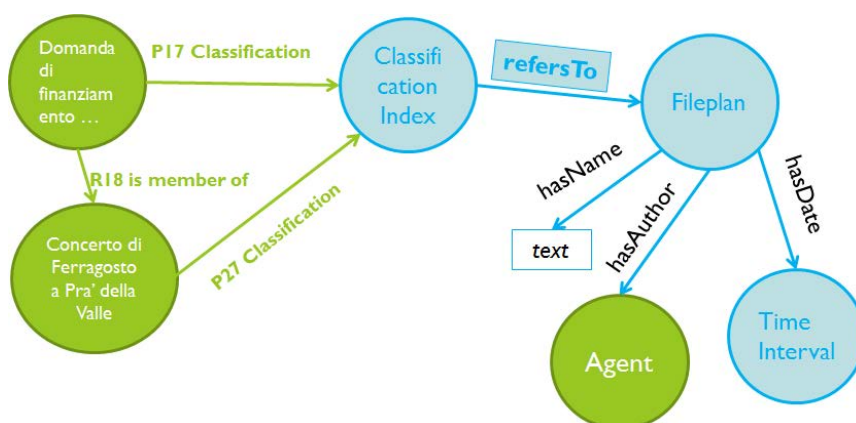 Domanda
di
finanziam
ento …
P17 Classification
Classifi
cation
Index
refersTo
Fileplan
R18 is member of
Concerto di
Ferragosto
a Pra’ della
Valle
P27 Classification
hasName
text
hasAuthor
hasDate
Agent
Time
Interval